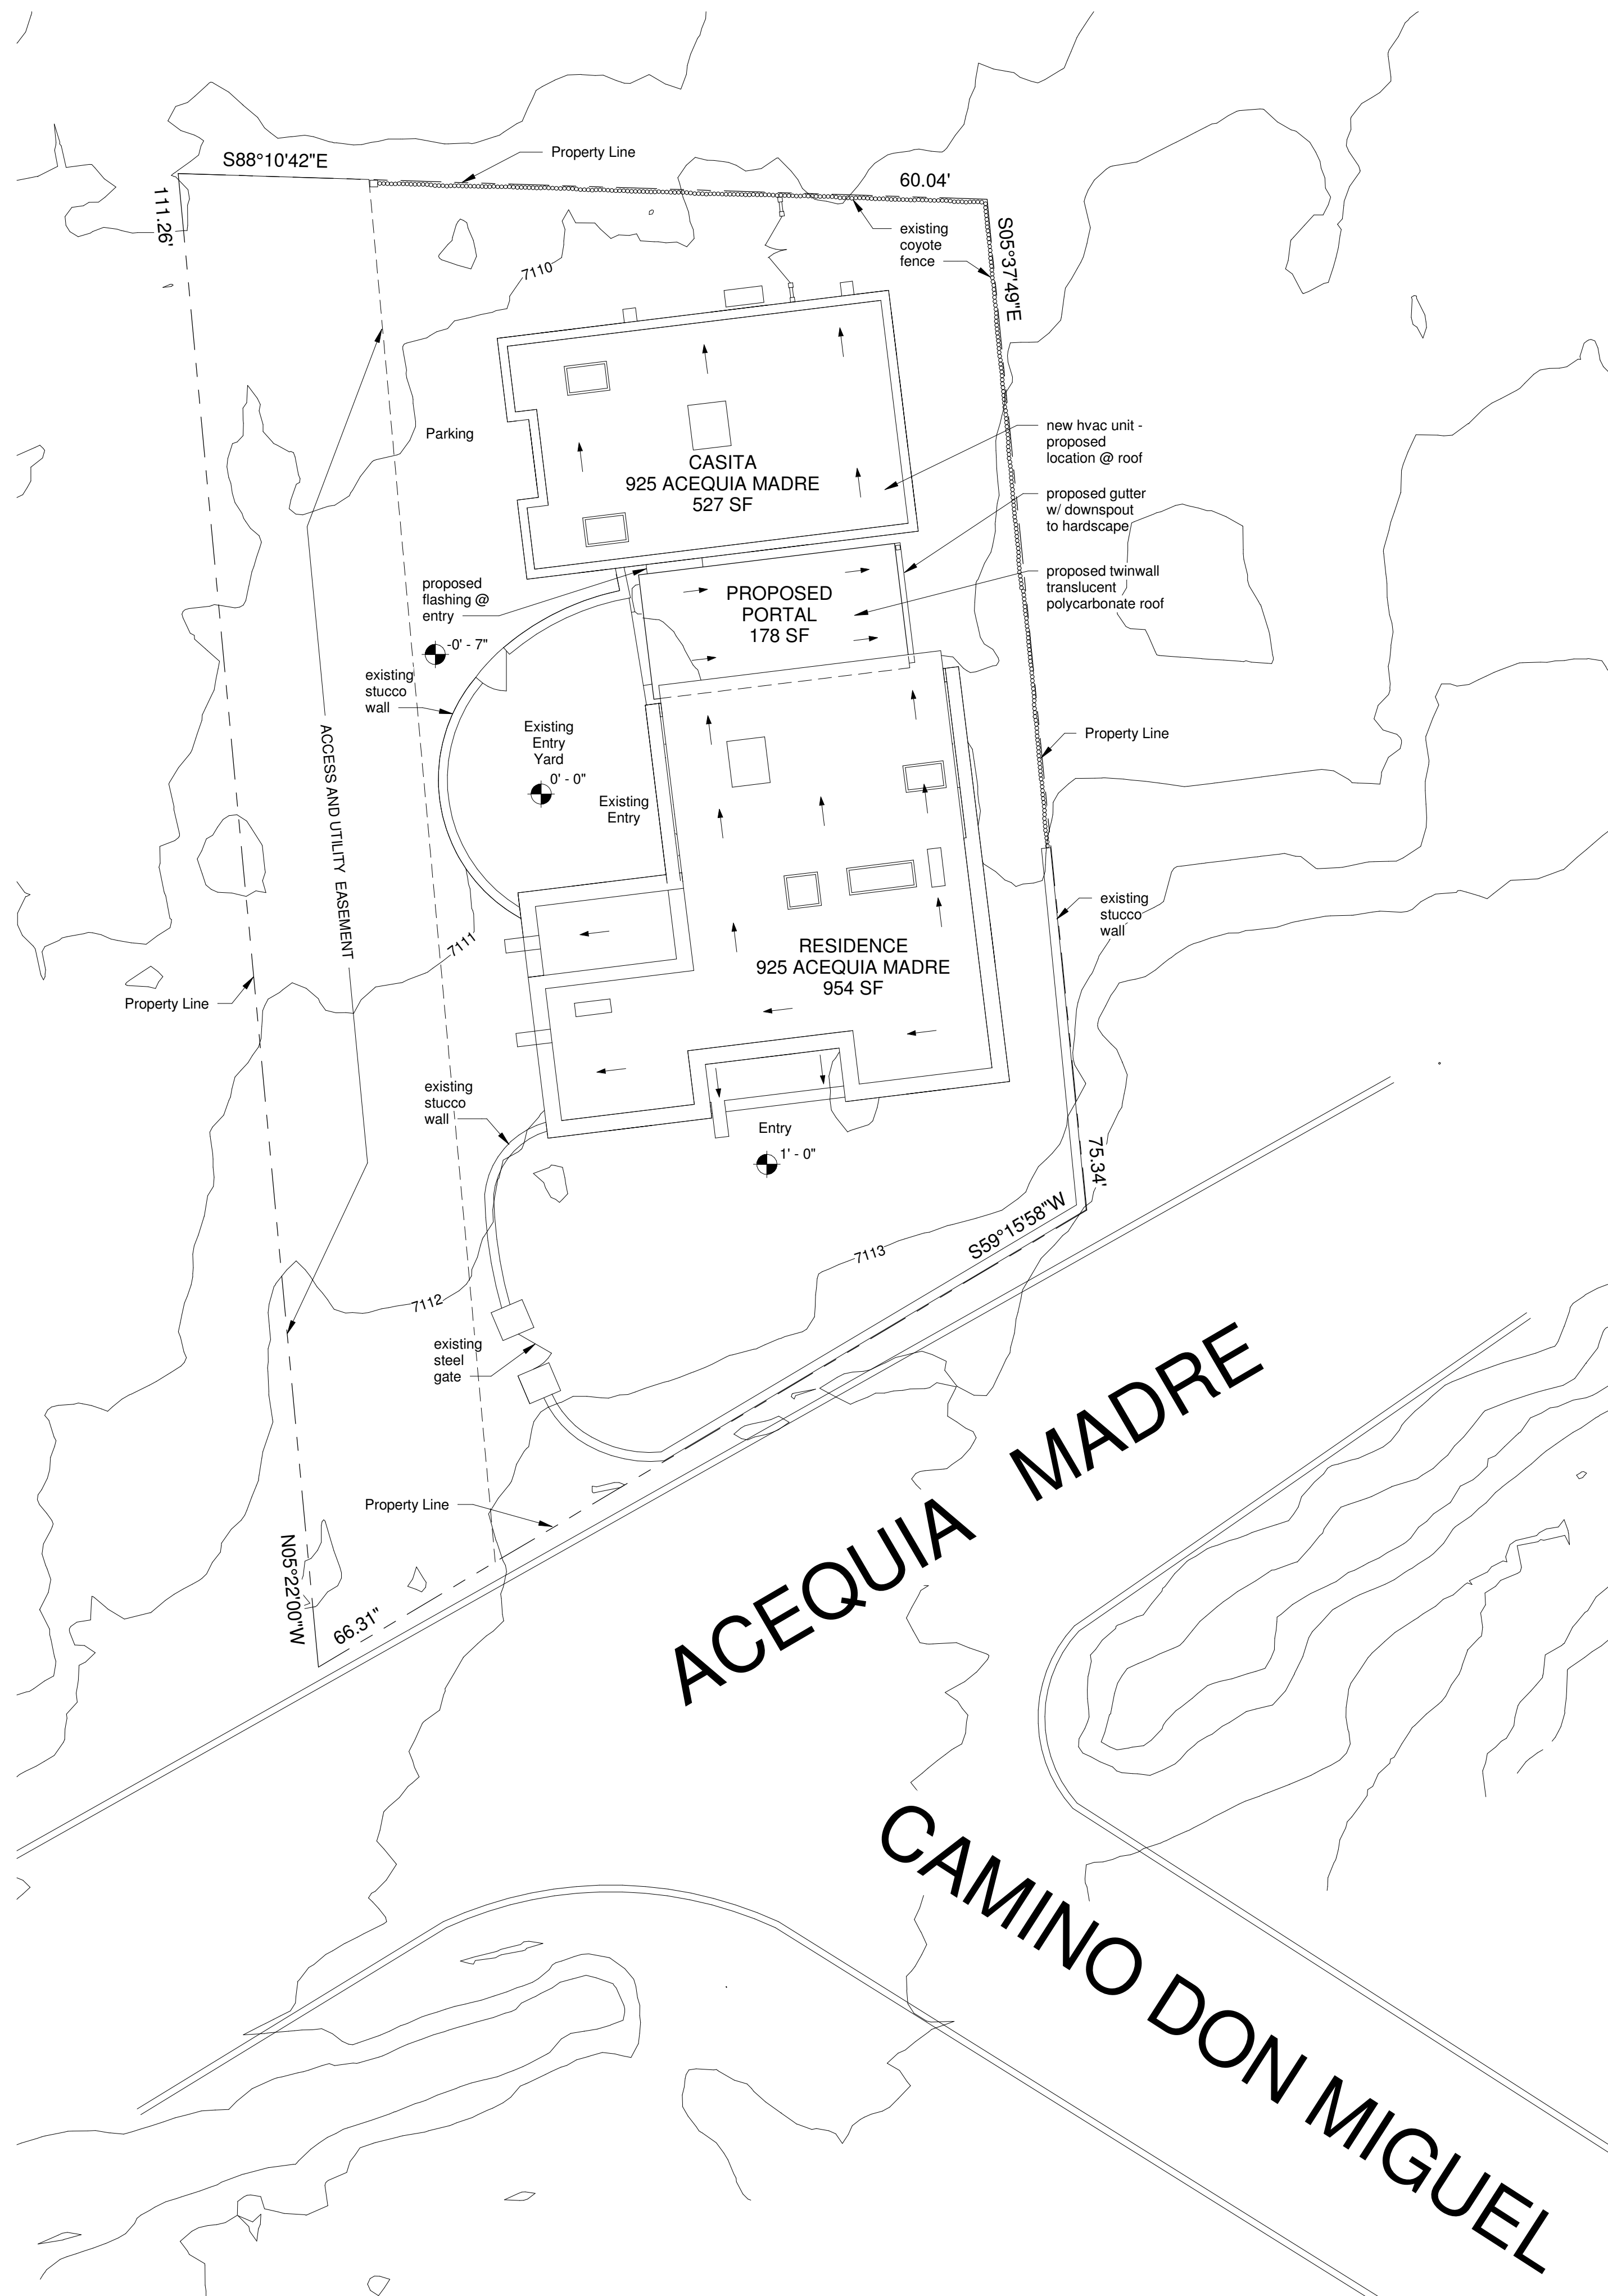 S88°10'42"E
Property Line
60.04'
111.26'
existing
coyote
fence
S05°37'49"E
7110
Parking
new hvac unit -
proposed
location @ roof
CASITA
925 ACEQUIA MADRE
527 SF
proposed gutter
w/ downspout
to hardscape
proposed
flashing @
entry
PROPOSED
PORTAL
178 SF
proposed twinwall
translucent
polycarbonate roof
-0' - 7"
existing
stucco
wall
ACCESS AND UTILITY EASEMENT
Existing
Entry
Yard
0' - 0"
Existing
Entry
Property Line
existing
stucco
wall
7111
RESIDENCE
925 ACEQUIA MADRE
954 SF
Property Line
existing
stucco
wall
Entry
1' - 0"
75.34'
S59°15'58"W
7113
7112
existing
steel
gate
Property Line
N05°22'00"W
66.31"
ACEQUIA MADRE
CAMINO DON MIGUEL